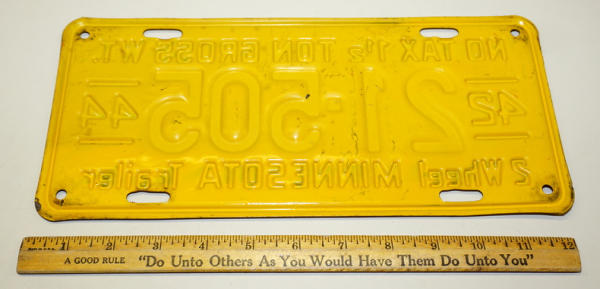 NO TAX 1½ TON GROSS WT.
42 21-505 44
2 Wheel MINNESOTA Trailer
1 2 3 4 5 6 7 8 9 10 11 12
A GOOD RULE "Do Unto Others As You Would Have Them Do Unto You"